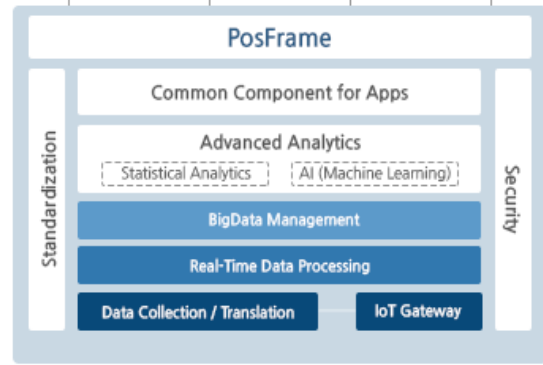 PosFrame
Standardization
Common Component for Apps
Advanced Analytics
Statistical Analytics
AI (Machine Learning)
BigData Management
Real-Time Data Processing
Data Collection / Translation
IoT Gateway
Security